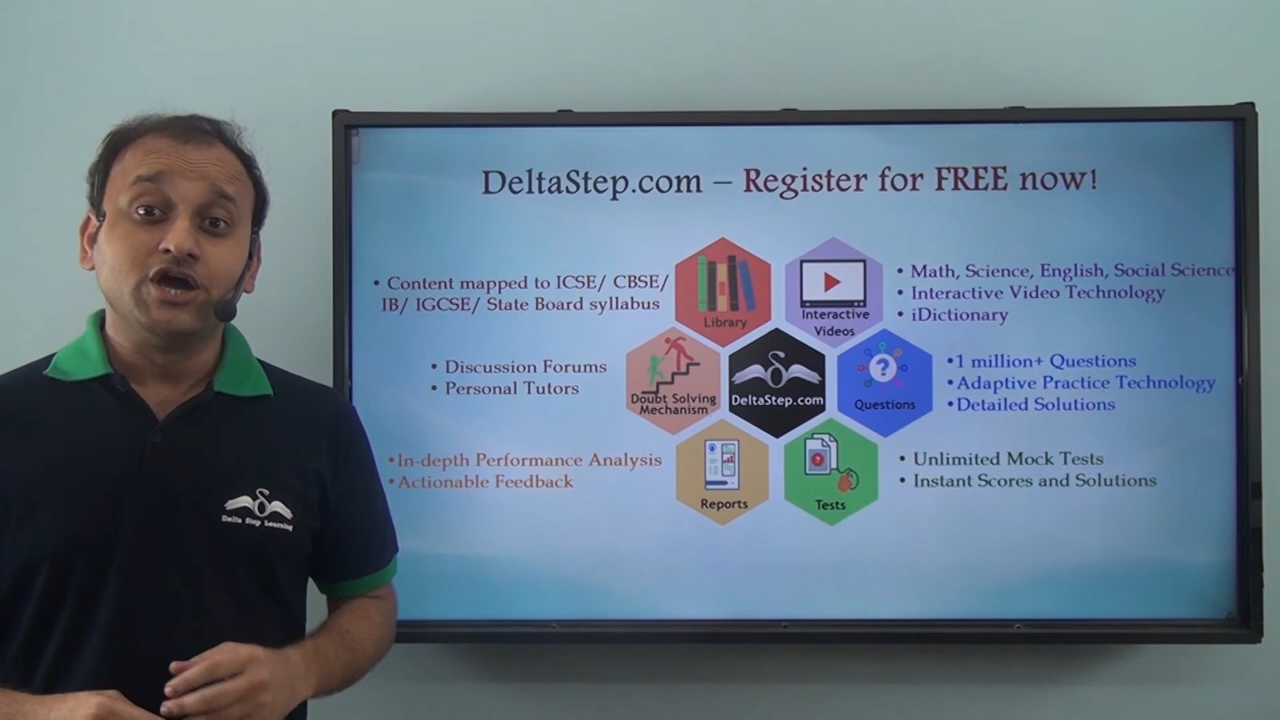 DeltaStep.com – Register for FREE now!
• Content mapped to ICSE/ CBSE/
IB/ IGCSE/ State Board syllabus
Library
Interactive
Videos
• Math, Science, English, Social Science
• Interactive Video Technology
• iDictionary
• Discussion Forums
• Personal Tutors
Doubt Solving
Mechanism
DeltaStep.com
?
Questions
•1 million+ Questions
•Adaptive Practice Technology
•Detailed Solutions
•In-depth Performance Analysis
•Actionable Feedback
Reports
?
Tests
• Unlimited Mock Tests
• Instant Scores and Solutions
Delta Step Learning